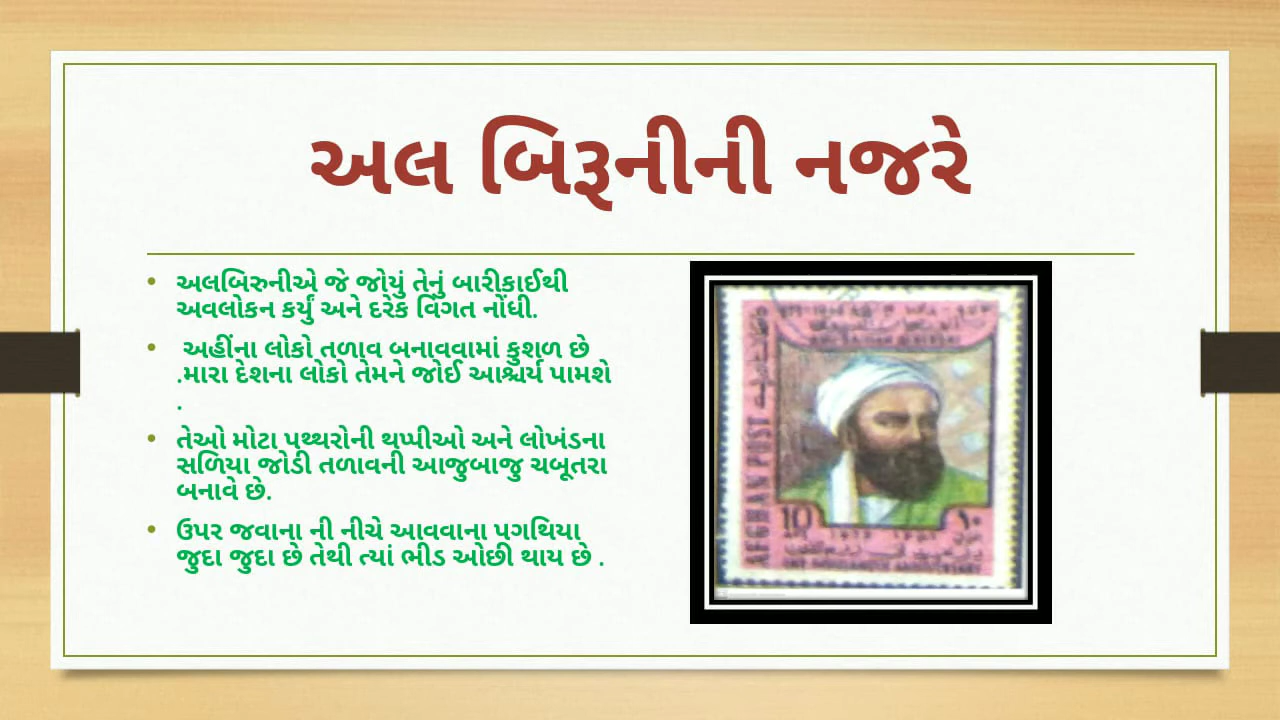 અલ બિરૂનીની નજરે
• અલબિરુનીએ જે જોયું તેનું બારીકાઈથી
અવલોકન કર્યું અને દરેક વિગત નોંધી.
• અહીંના લોકો તળાવ બનાવવામાં કુશળ છે
.મારા દેશના લોકો તેમને જોઈ આશ્ચર્ય પામશે
.
• તેઓ મોટા પથ્થરોની થપ્પીઓ અને લોખંડના
સળિયા જોડી તળાવની આજુબાજુ ચબૂતરા
બનાવે છે.
• ઉપર જવાના ની નીચે આવવાના પગથિયા
જુદા જુદા છે તેથી ત્યાં ભીડ ઓછી થાય છે .
AFGHAN POST
10 ١٠
ANNIVERSARY